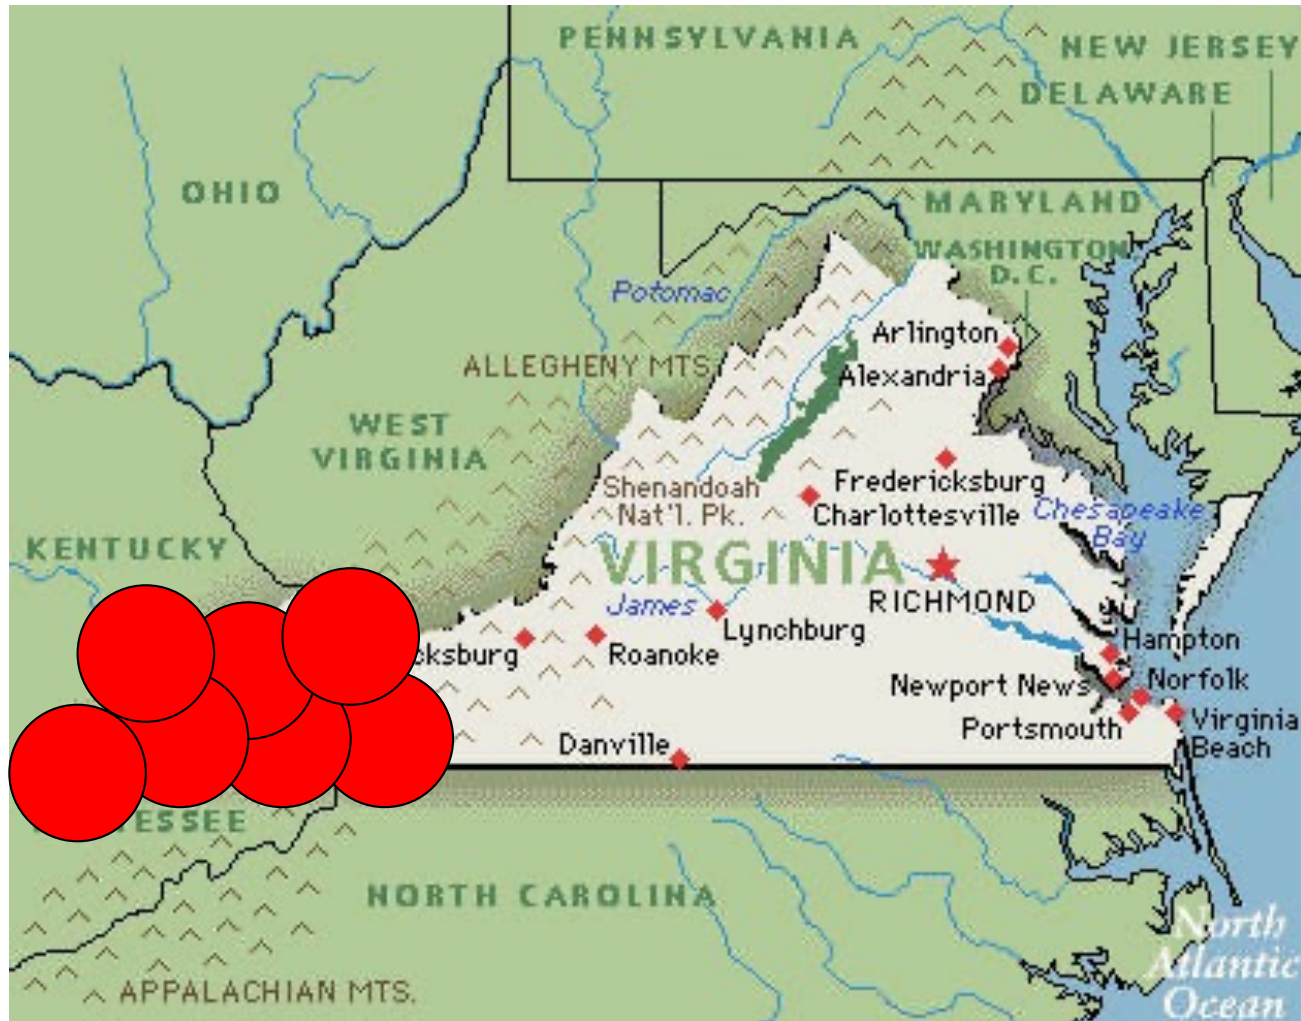 PENNSYLVANIA
NEW JERSEY
DELAWARE
OHIO
MARYLAND
WASHINGTON
D.C.
Potomac
Arlington
ALLEGHENY MTS.
Alexandria
WEST
VIRGINIA
Shenandoah
Nat'l. Pk.
Fredericksburg
Charlottesville
Chesapeake
Bay
KENTUCKY
VIRGINIA
James
RICHMOND
Lynchburg
Hampton
cksburg
Roanoke
Newport News
Norfolk
Portsmouth
Virginia
Beach
Danville
ESSEE
NORTH CAROLINA
North
Atlantic
Ocean
APPALACHIAN MTS.